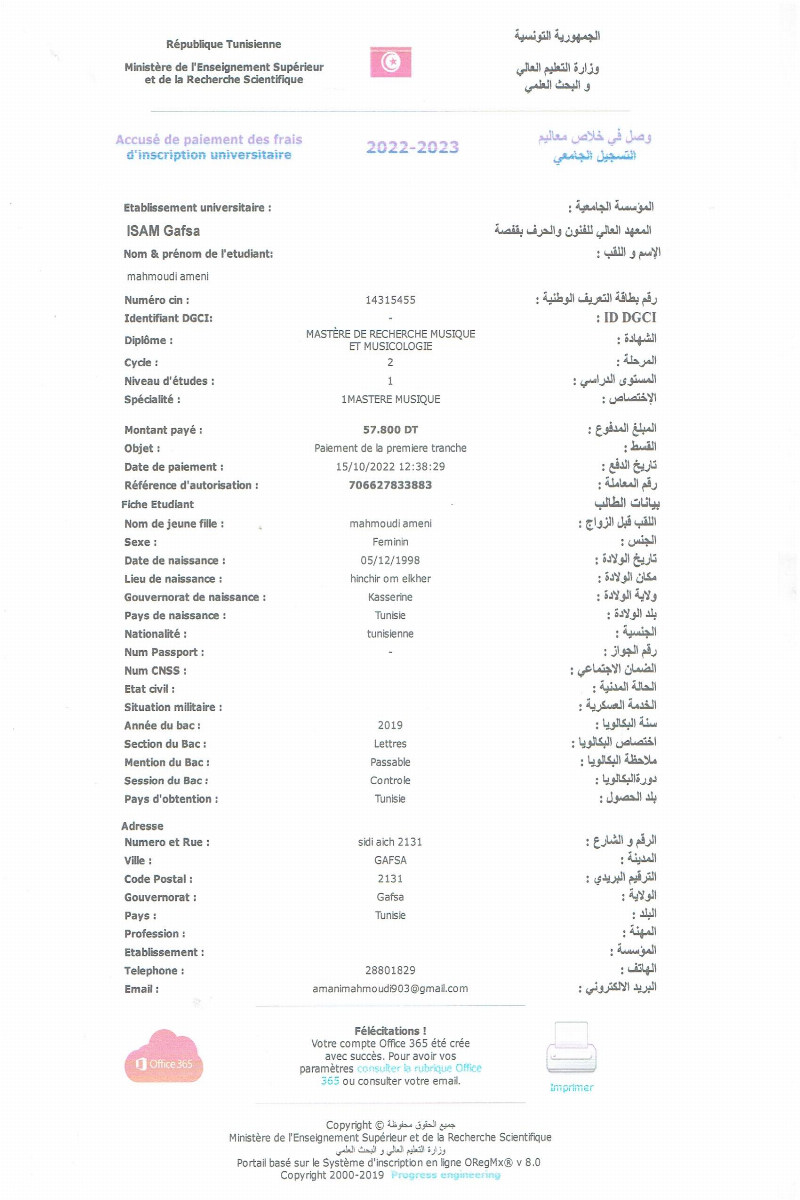 République Tunisienne
الجمهورية التونسية
Ministère de l'Enseignement Supérieur
et de la Recherche Scientifique
وزارة التعليم العالي
و البحث العلمي
Accusé de paiement des frais
d'inscription universitaire
2022-2023
وصل في خلاص معاليم
التسجيل الجامعي
Etablissement universitaire :
المؤسسة الجامعية :
ISAM Gafsa
المعهد العالي للفنون والحرف بقفصة
Nom & prénom de l'etudiant:
الإسم و اللقب :
mahmoudi ameni
Numéro cin : 14315455 رقم بطاقة التعريف الوطنية :
Identifiant DGCI: - ID DGCI :
Diplôme : MASTÈRE DE RECHERCHE MUSIQUE
ET MUSICOLOGIE الشهادة :
Cycle : 2 المرحلة :
Niveau d'études : 1 المستوى الدراسي :
Spécialité : 1MASTERE MUSIQUE الإختصاص :
Montant payé : 57.800 DT المبلغ المدفوع :
Objet : Paiement de la premiere tranche القسط :
Date de paiement : 15/10/2022 12:38:29 تاريخ الدفع :
Référence d'autorisation : 706627833883 رقم المعاملة :
Fiche Etudiant بيانات الطالب
Nom de jeune fille : mahmoudi ameni اللقب قبل الزواج :
Sexe : Feminin الجنس :
Date de naissance : 05/12/1998 تاريخ الولادة :
Lieu de naissance : hinchir om elkher مكان الولادة :
Gouvernorat de naissance : Kasserine ولاية الولادة :
Pays de naissance : Tunisie بلد الولادة :
Nationalité : tunisienne الجنسية :
Num Passport : - رقم الجواز :
Num CNSS : الضمان الاجتماعي :
Etat civil : الحالة المدنية :
Situation militaire : الخدمة العسكرية :
Année du bac : 2019 سنة البكالويا :
Section du Bac : Lettres اختصاص البكالويا :
Mention du Bac : Passable ملاحظة البكالويا :
Session du Bac : Controle دورةالبكالويا :
Pays d'obtention : Tunisie بلد الحصول :
Adresse
Numero et Rue : sidi aich 2131 الرقم و الشارع :
Ville : GAFSA المدينة :
Code Postal : 2131 الترقيم البريدي :
Gouvernorat : Gafsa الولاية :
Pays : Tunisie البلد :
Profession : المهنة :
Etablissement : المؤسسة :
Telephone : 28801829 الهاتف :
Email : amanimahmoudi903@gmail.com البريد الالكتروني :
Office 365
Félécitations !
Votre compte Office 365 été crée
avec succès. Pour avoir vos
paramètres consulter la rubrique Office
365 ou consulter votre email.
Imprimer
Copyright © جميع الحقوق محفوظة
Ministère de l'Enseignement Supérieur et de la Recherche Scientifique
وزارة التعليم العالي و البحث العلمي
Portail basé sur le Système d'inscription en ligne ORegMx® v 8.0
Copyright 2000-2019 Progress engineering